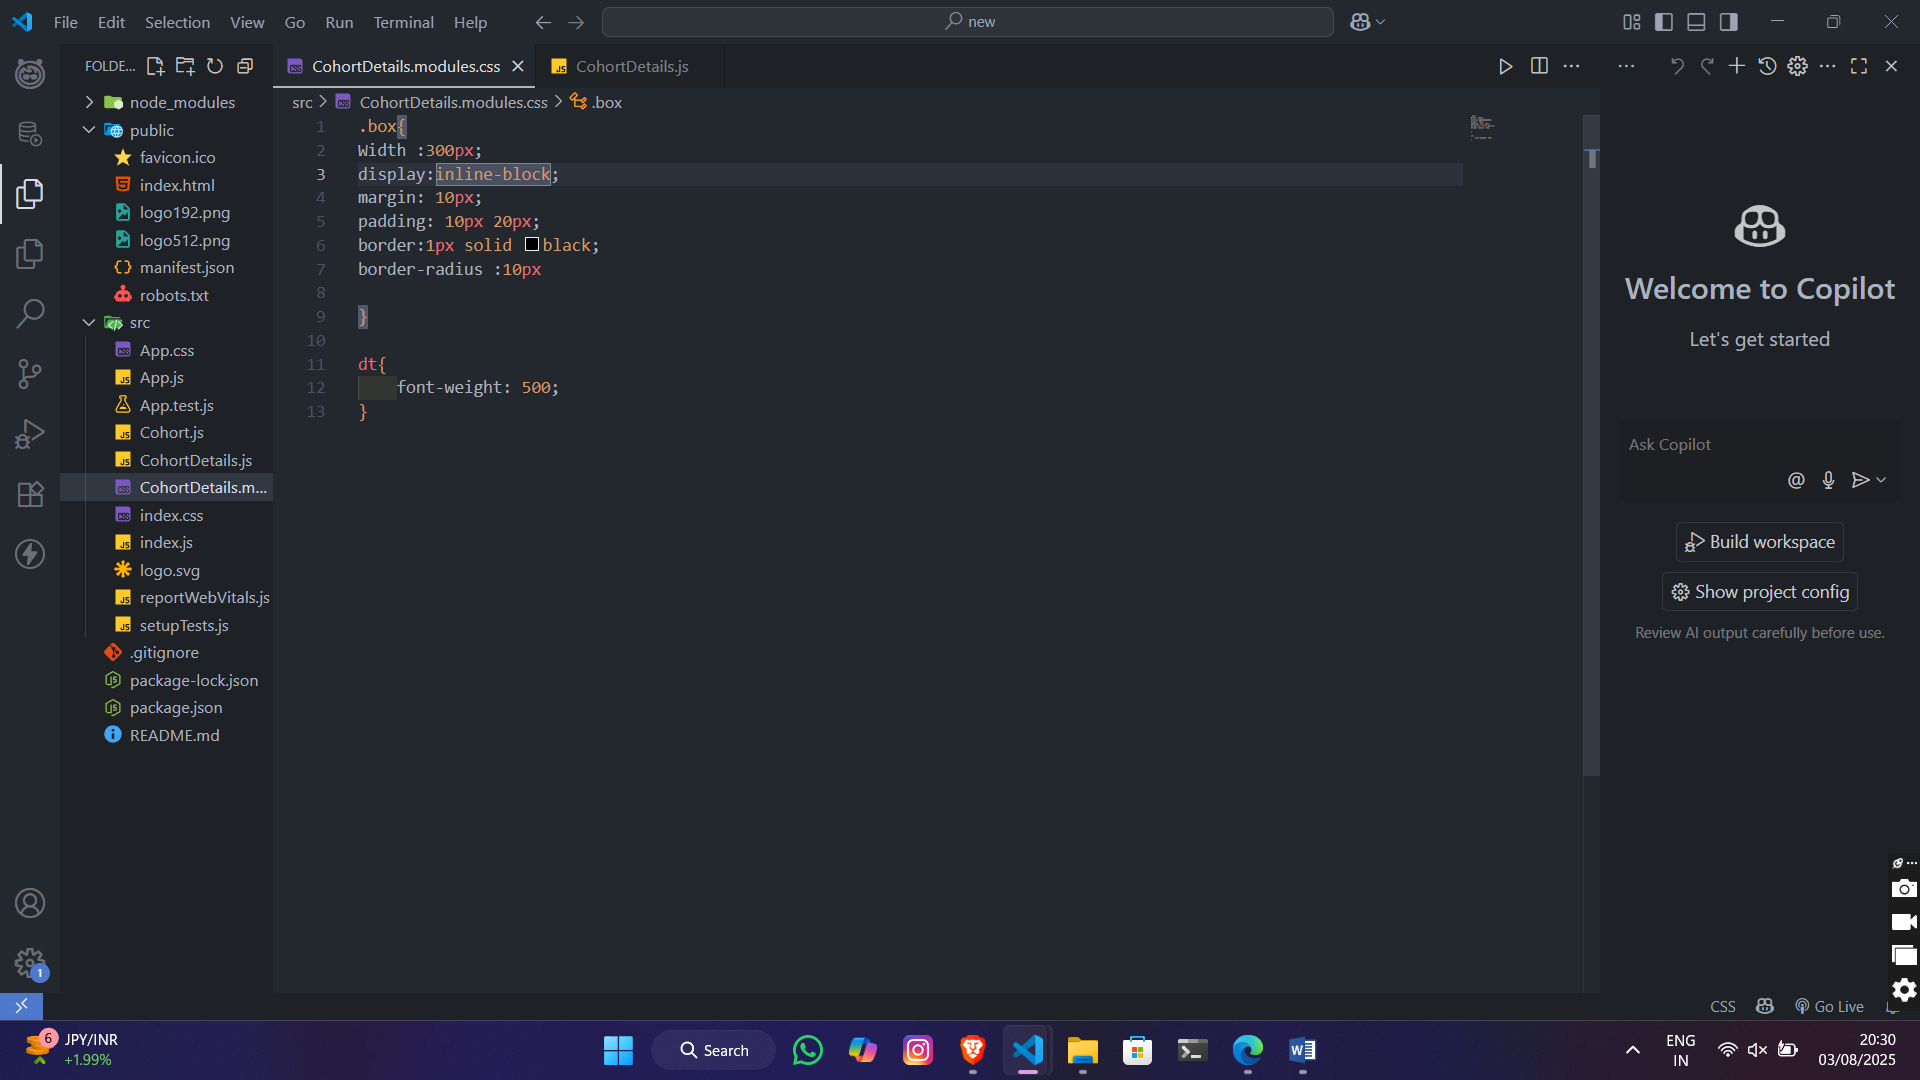 File Edit Selection View Go Run Terminal Help
new
FOLDE...
node_modules
public
favicon.ico
index.html
logo192.png
logo512.png
manifest.json
robots.txt
src
App.css
App.js
App.test.js
Cohort.js
CohortDetails.js
CohortDetails.m...
index.css
index.js
logo.svg
reportWebVitals.js
setupTests.js
.gitignore
package-lock.json
package.json
README.md
CohortDetails.modules.css
CohortDetails.js
src > CohortDetails.modules.css > .box
1 .box{
2 Width :300px;
3 display:inline-block;
4 margin: 10px;
5 padding: 10px 20px;
6 border:1px solid black;
7 border-radius :10px
8
9 }
10
11 dt{
12 font-weight: 500;
13 }
Welcome to Copilot
Let's get started
Ask Copilot
Build workspace
Show project config
Review AI output carefully before use.
1
CSS
Go Live
6
JPY/INR
+1.99%
Search
ENG
IN
20:30
03/08/2025